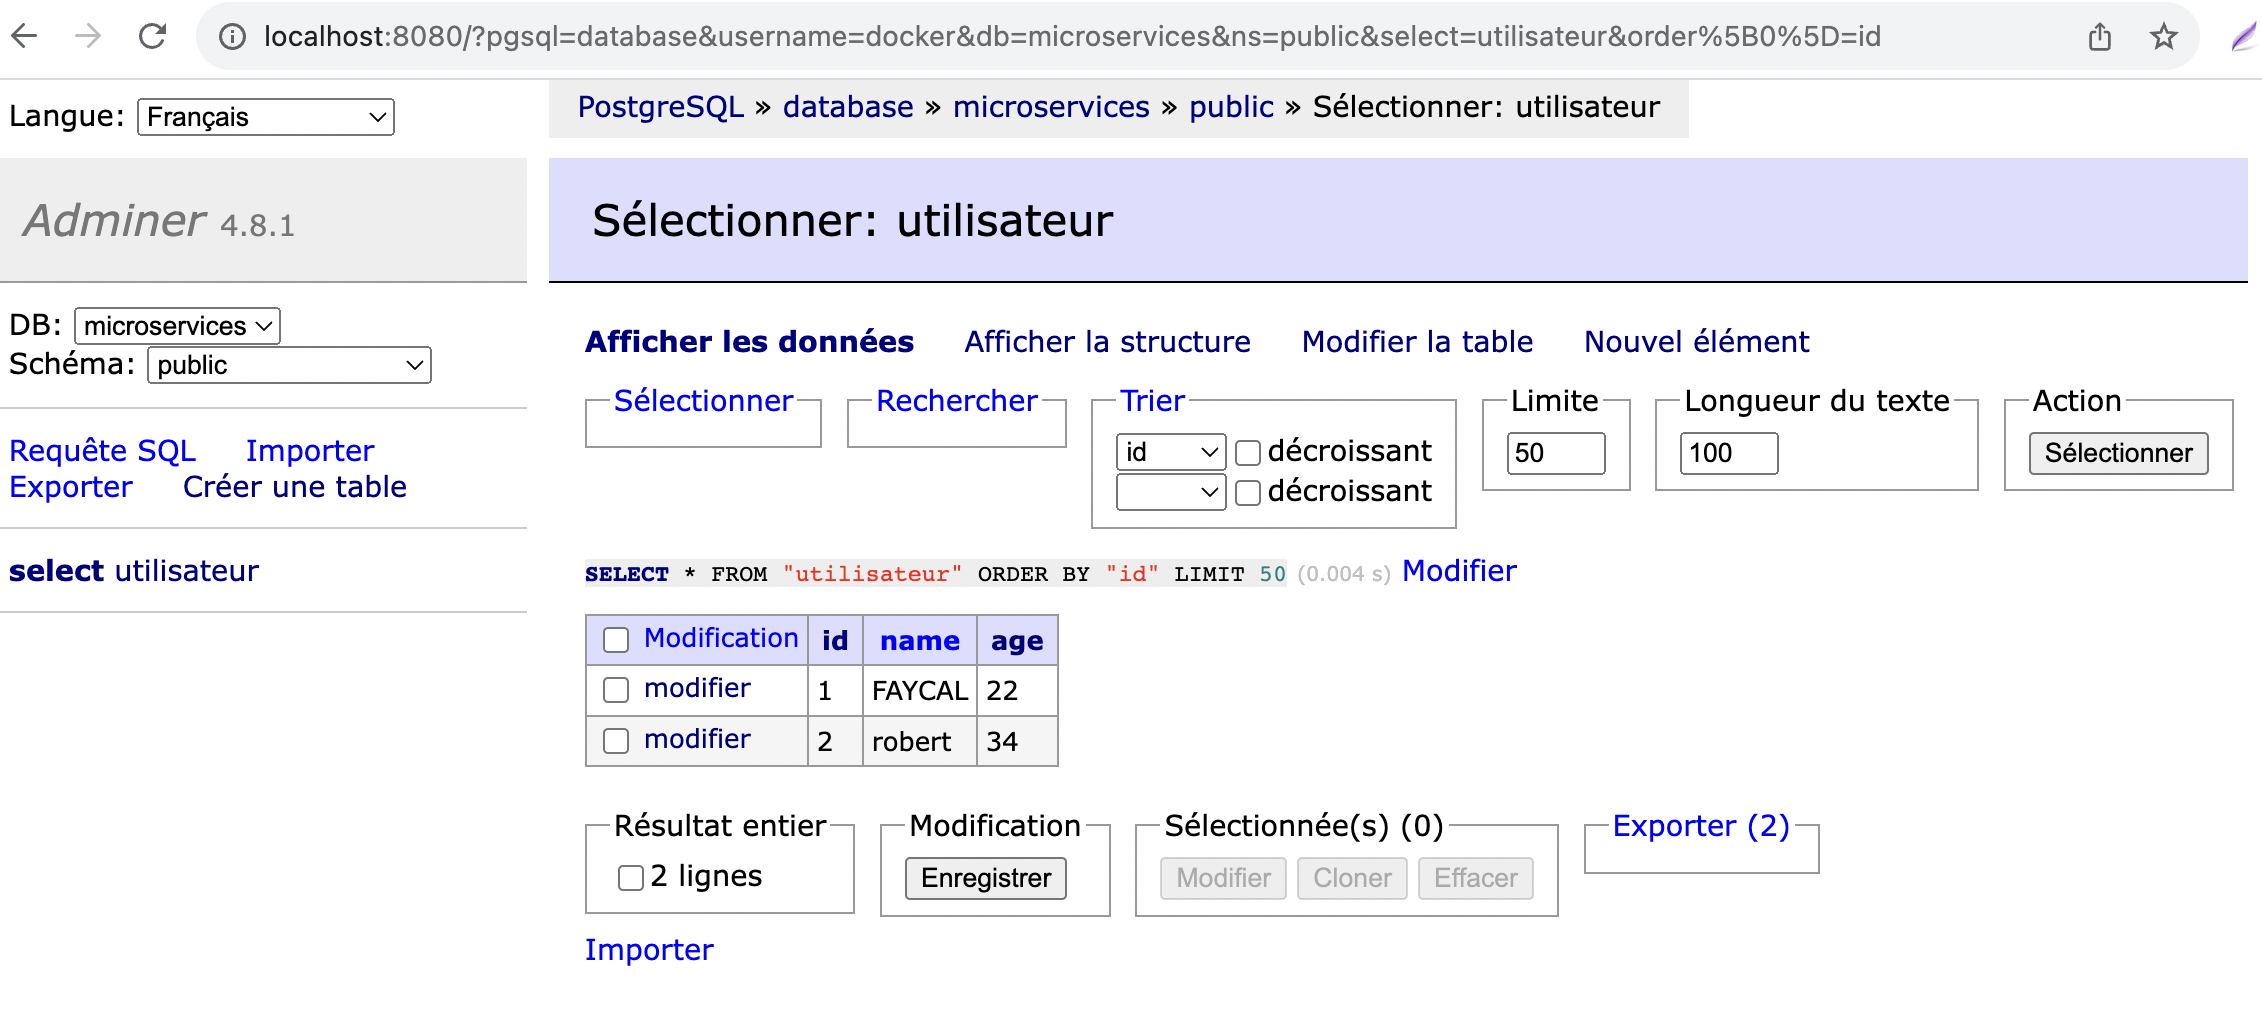 localhost:8080/?pgsql=database&username=docker&db=microservices&ns=public&select=utilisateur&order%5B0%5D=id
Langue: Français
PostgreSQL » database » microservices » public » Sélectionner: utilisateur
Adminer 4.8.1
Sélectionner: utilisateur
DB: microservices
Schéma: public
Requête SQL Importer
Exporter Créer une table
select utilisateur
Afficher les données Afficher la structure Modifier la table Nouvel élément
Sélectionner Rechercher Trier Limite Longueur du texte Action
id décroissant 50 100 Sélectionner
décroissant
SELECT * FROM "utilisateur" ORDER BY "id" LIMIT 50 (0.004 s) Modifier
Modification id name age
modifier 1 FAYCAL 22
modifier 2 robert 34
Résultat entier Modification Sélectionnée(s) (0) Exporter (2)
2 lignes Enregistrer Modifier Cloner Effacer
Importer